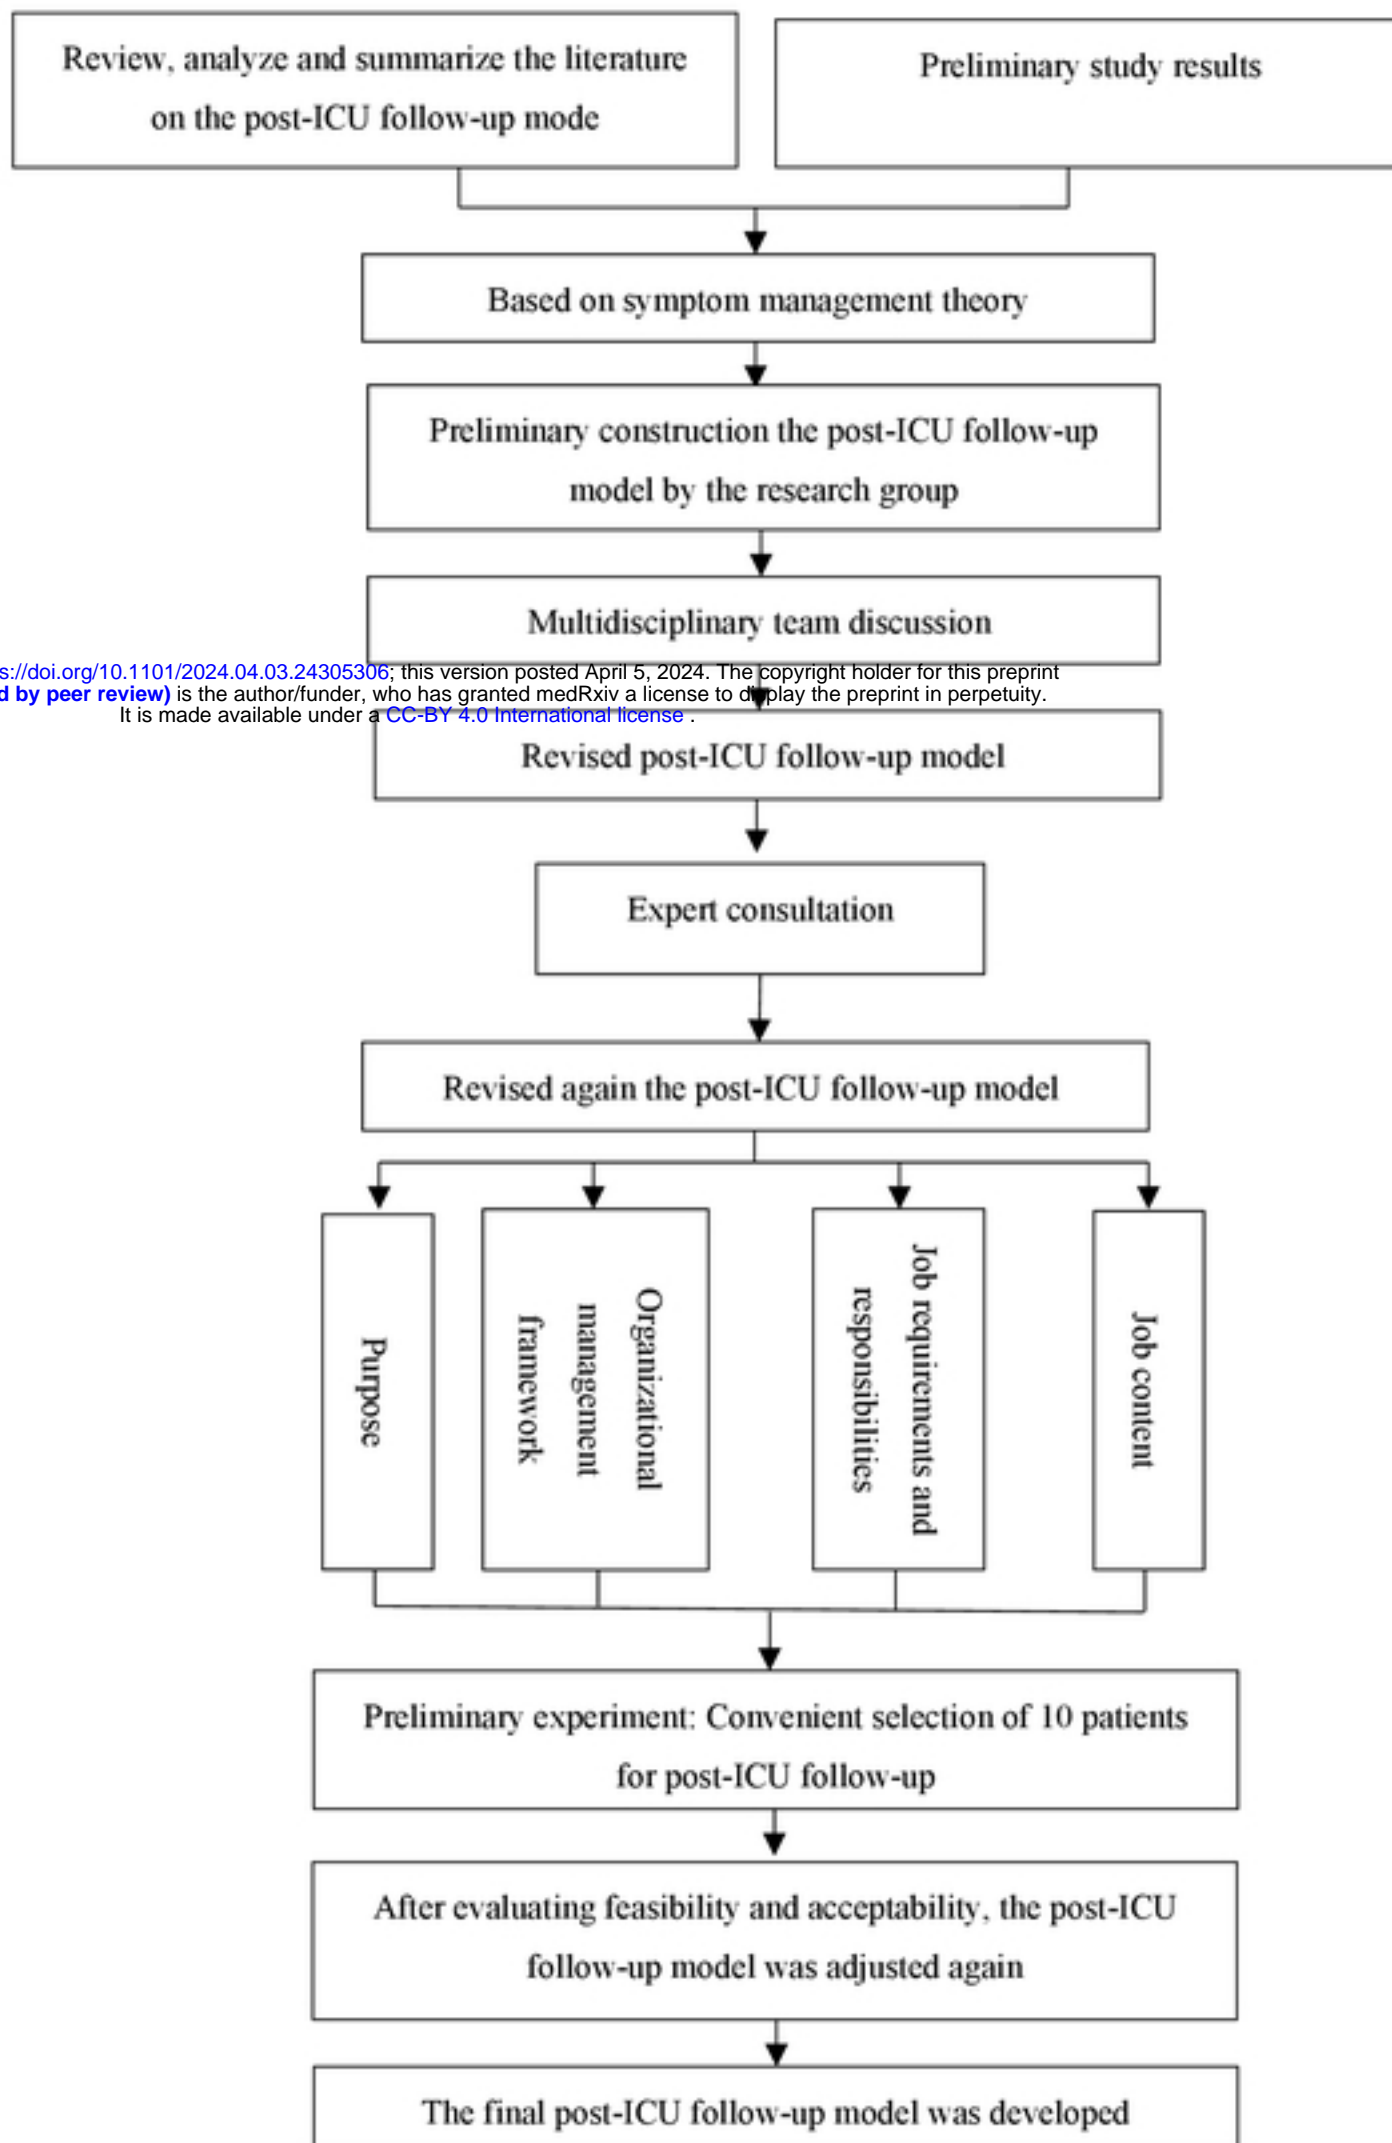 Review, analyze and summarize the literature
on the post-ICU follow-up mode
Preliminary study results
Based on symptom management theory
Preliminary construction the post-ICU follow-up
model by the research group
Multidisciplinary team discussion
s://doi.org/10.1101/2024.04.03.24305306; this version posted April 5, 2024. The copyright holder for this preprint
d by peer review) is the author/funder, who has granted medRxiv a license to display the preprint in perpetuity.
It is made available under a CC-BY 4.0 International license .
Revised post-ICU follow-up model
Expert consultation
Revised again the post-ICU follow-up model
Purpose
Organizational
management
framework
Job requirements and
responsibilities
Job content
Preliminary experiment: Convenient selection of 10 patients
for post-ICU follow-up
After evaluating feasibility and acceptability, the post-ICU
follow-up model was adjusted again
The final post-ICU follow-up model was developed